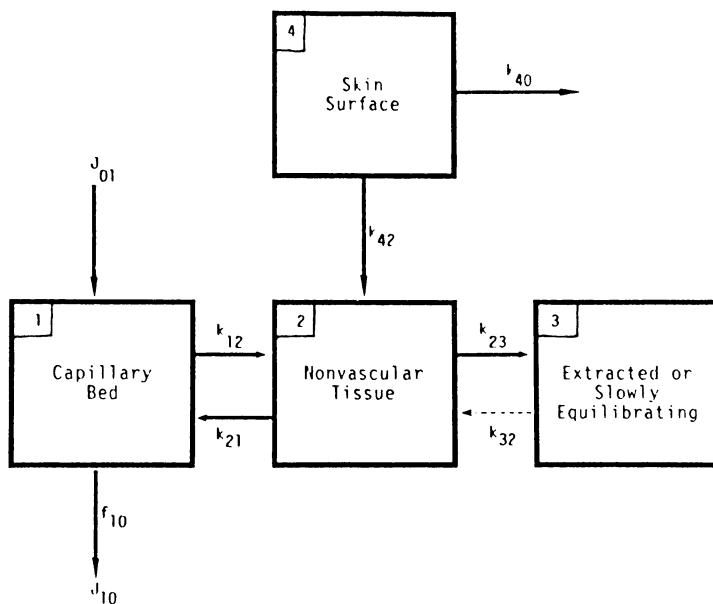 4
Skin
Surface
k40
J01
k42
1
k12
2
k23
3
Capillary
Bed
Nonvascular
Tissue
Extracted or
Slowly
Equilibrating
k21
k32
f10
J10